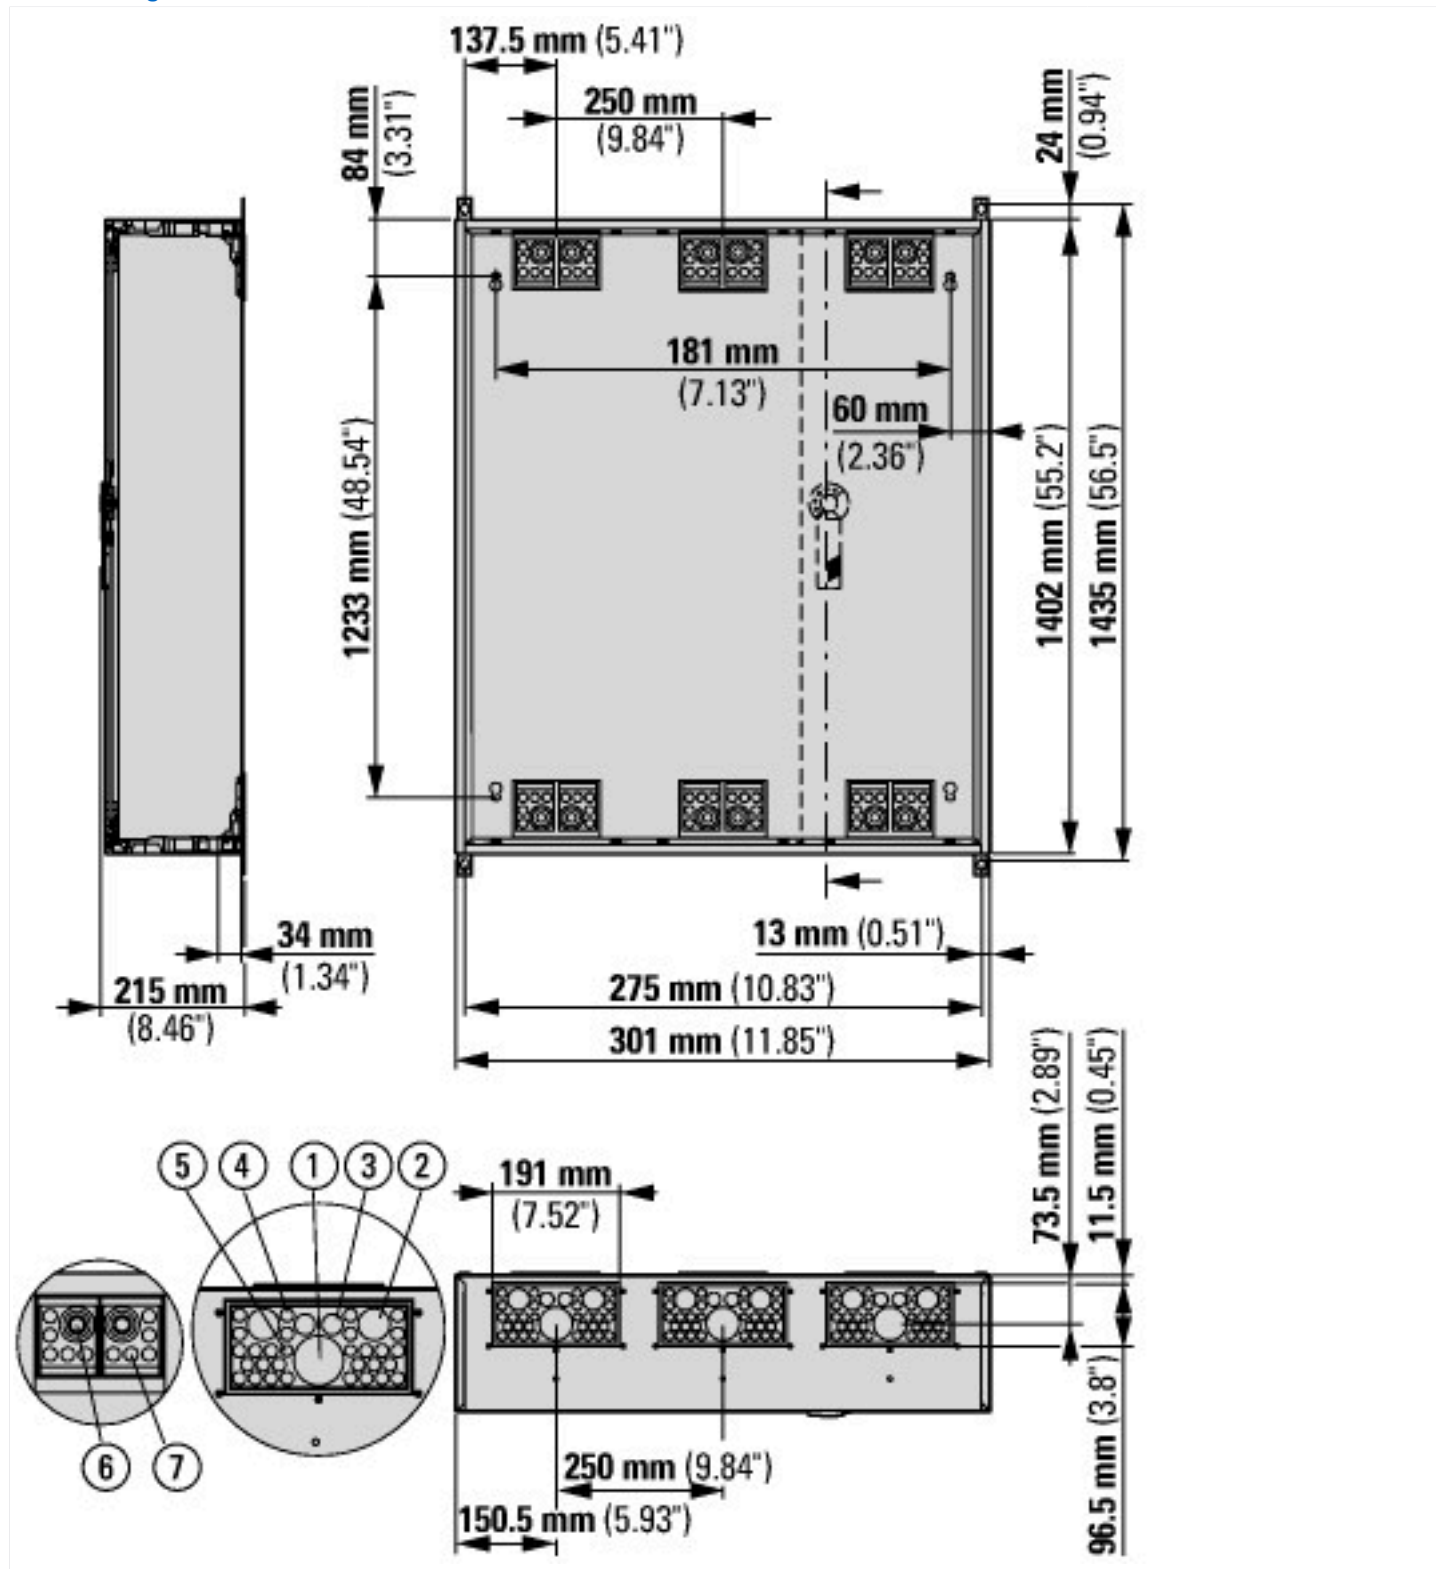 137.5 mm (5.41")
250 mm
(9.84")
84 mm
(3.31")
24 mm
(0.94")
181 mm
(7.13")
60 mm
(2.36")
1233 mm (48.54")
1402 mm (55.2")
1435 mm (56.5")
34 mm
(1.34")
215 mm
(8.46")
13 mm (0.51")
275 mm (10.83")
301 mm (11.85")
73.5 mm (2.89")
11.5 mm (0.45")
5 4 1 3 2
191 mm
(7.52")
6 7
250 mm (9.84")
150.5 mm (5.93")
96.5 mm (3.8")